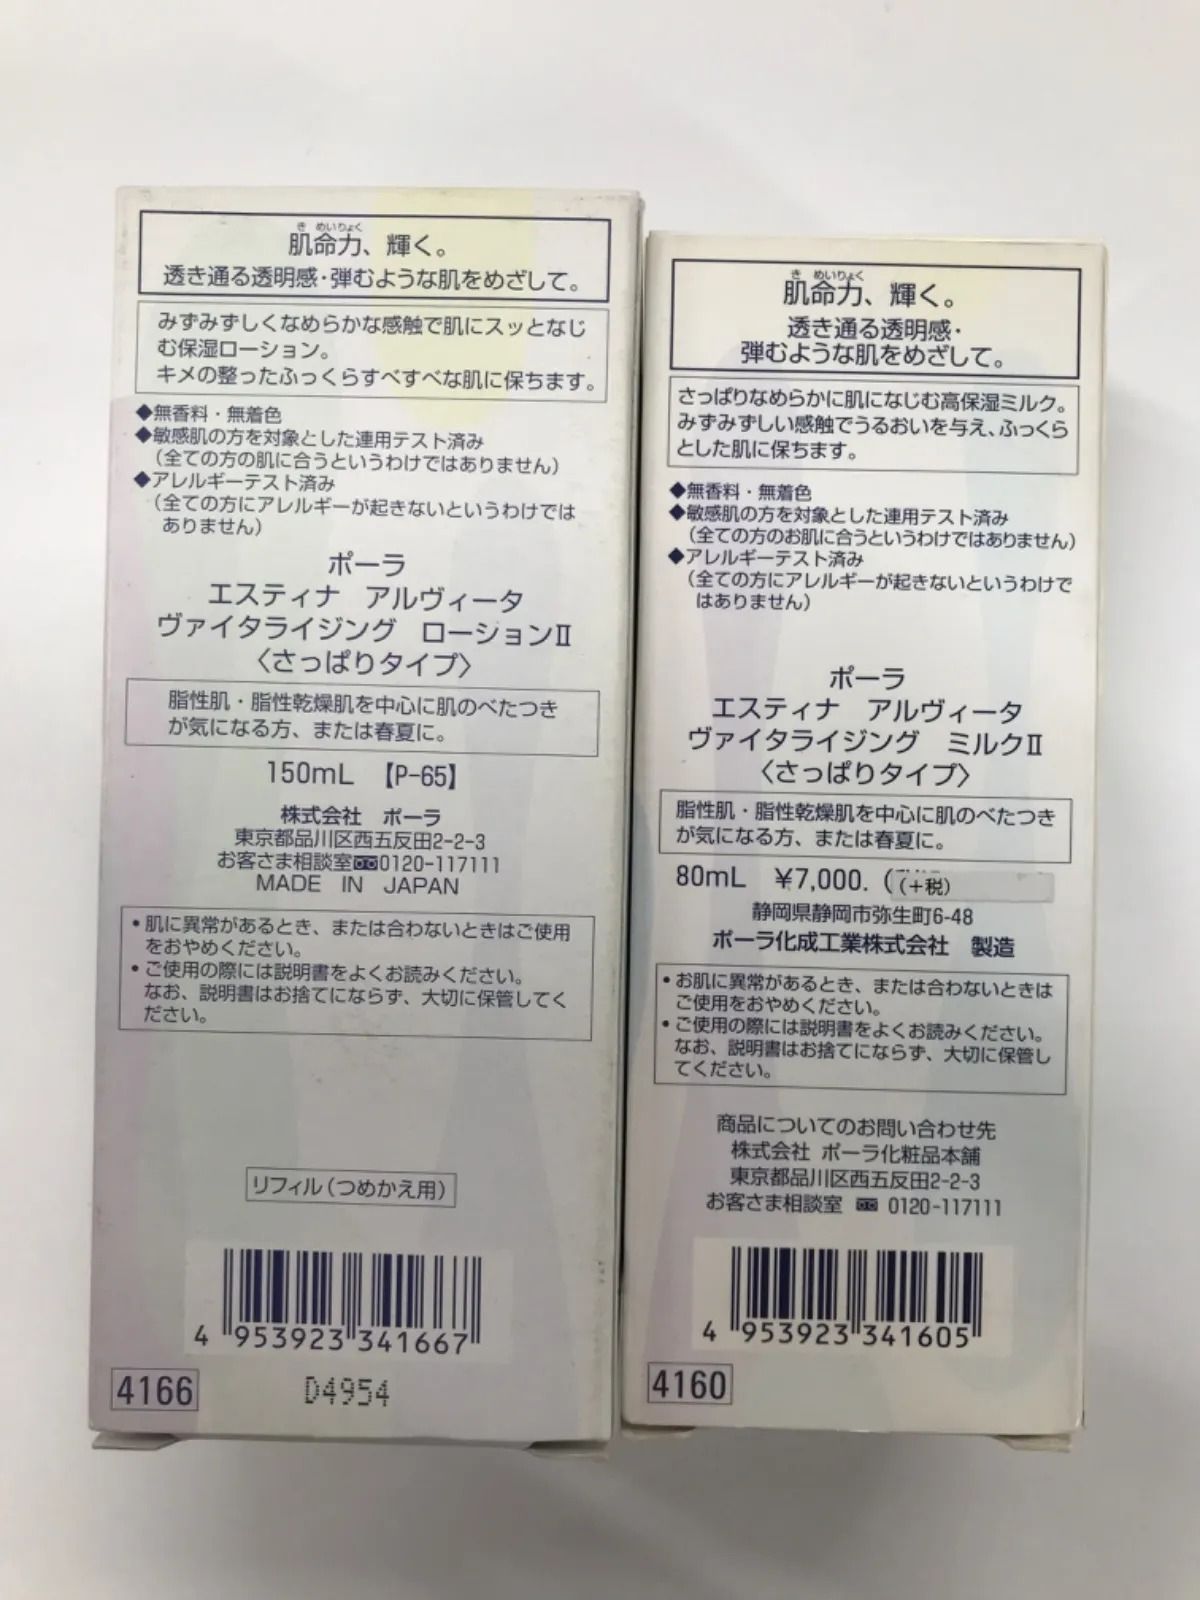 きめいりょく
肌命力、輝く。
透き通る透明感・弾むような肌をめざして。
みずみずしくなめらかな感触で肌にスッとなじ
む保湿ローション。
キメの整ったふっくらすべすべな肌に保ちます。
◆無香料・無着色
◆敏感肌の方を対象とした連用テスト済み
（全ての方の肌に合うというわけではありません）
◆アレルギーテスト済み
（全ての方にアレルギーが起きないというわけでは
ありません）
ポーラ
エスティナ アルヴィータ
ヴァイタライジング ローションⅡ
〈さっぱりタイプ〉
脂性肌・脂性乾燥肌を中心に肌のべたつき
が気になる方、または春夏に。
150mL 【P-65】
株式会社 ポーラ
東京都品川区西五反田2-2-3
お客さま相談室0120-117111
MADE IN JAPAN
・肌に異常があるとき、または合わないときはご使用
をおやめください。
・ご使用の際には説明書をよくお読みください。
なお、説明書はお捨てにならず、大切に保管してく
ださい。
リフィル（つめかえ用）
4 953923 341667
4166
D4954
きめいりょく
肌命力、輝く。
透き通る透明感・
弾むような肌をめざして。
さっぱりなめらかに肌になじむ高保湿ミルク。
みずみずしい感触でうるおいを与え、ふっくら
とした肌に保ちます。
◆無香料・無着色
◆敏感肌の方を対象とした連用テスト済み
（全ての方のお肌に合うというわけではありません）
◆アレルギーテスト済み
（全ての方にアレルギーが起きないというわけで
はありません）
ポーラ
エスティナ アルヴィータ
ヴァイタライジング ミルクⅡ
〈さっぱりタイプ〉
脂性肌・脂性乾燥肌を中心に肌のべたつき
が気になる方、または春夏に。
80mL ¥7,000. (（+税）
静岡県静岡市弥生町6-48
ポーラ化成工業株式会社 製造
・お肌に異常があるとき、または合わないときは
ご使用をおやめください。
・ご使用の際には説明書をよくお読みください。
なお、説明書はお捨てにならず、大切に保管し
てください。
商品についてのお問い合わせ先
株式会社 ポーラ化粧品本舗
東京都品川区西五反田2-2-3
お客さま相談室 0120-117111
4 953923 341605
4160